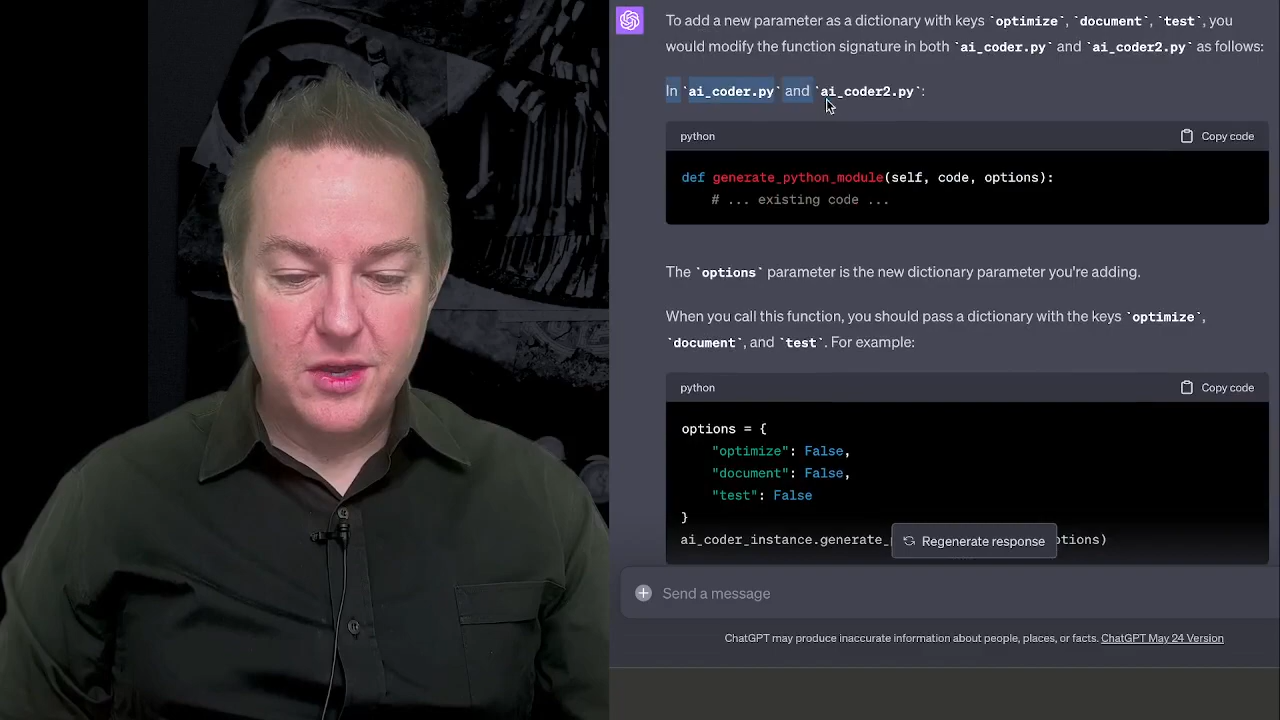 To add a new parameter as a dictionary with keys `optimize`, `document`, `test`, you
would modify the function signature in both `ai_coder.py` and `ai_coder2.py` as follows:
In `ai_coder.py` and `ai_coder2.py`:
python Copy code
def generate_python_module(self, code, options):
# ... existing code ...
The `options` parameter is the new dictionary parameter you're adding.
When you call this function, you should pass a dictionary with the keys `optimize`,
`document`, and `test`. For example:
python Copy code
options = {
"optimize": False,
"document": False,
"test": False
}
ai_coder_instance.generate_
Regenerate response
Send a message
ChatGPT may produce inaccurate information about people, places, or facts. ChatGPT May 24 Version